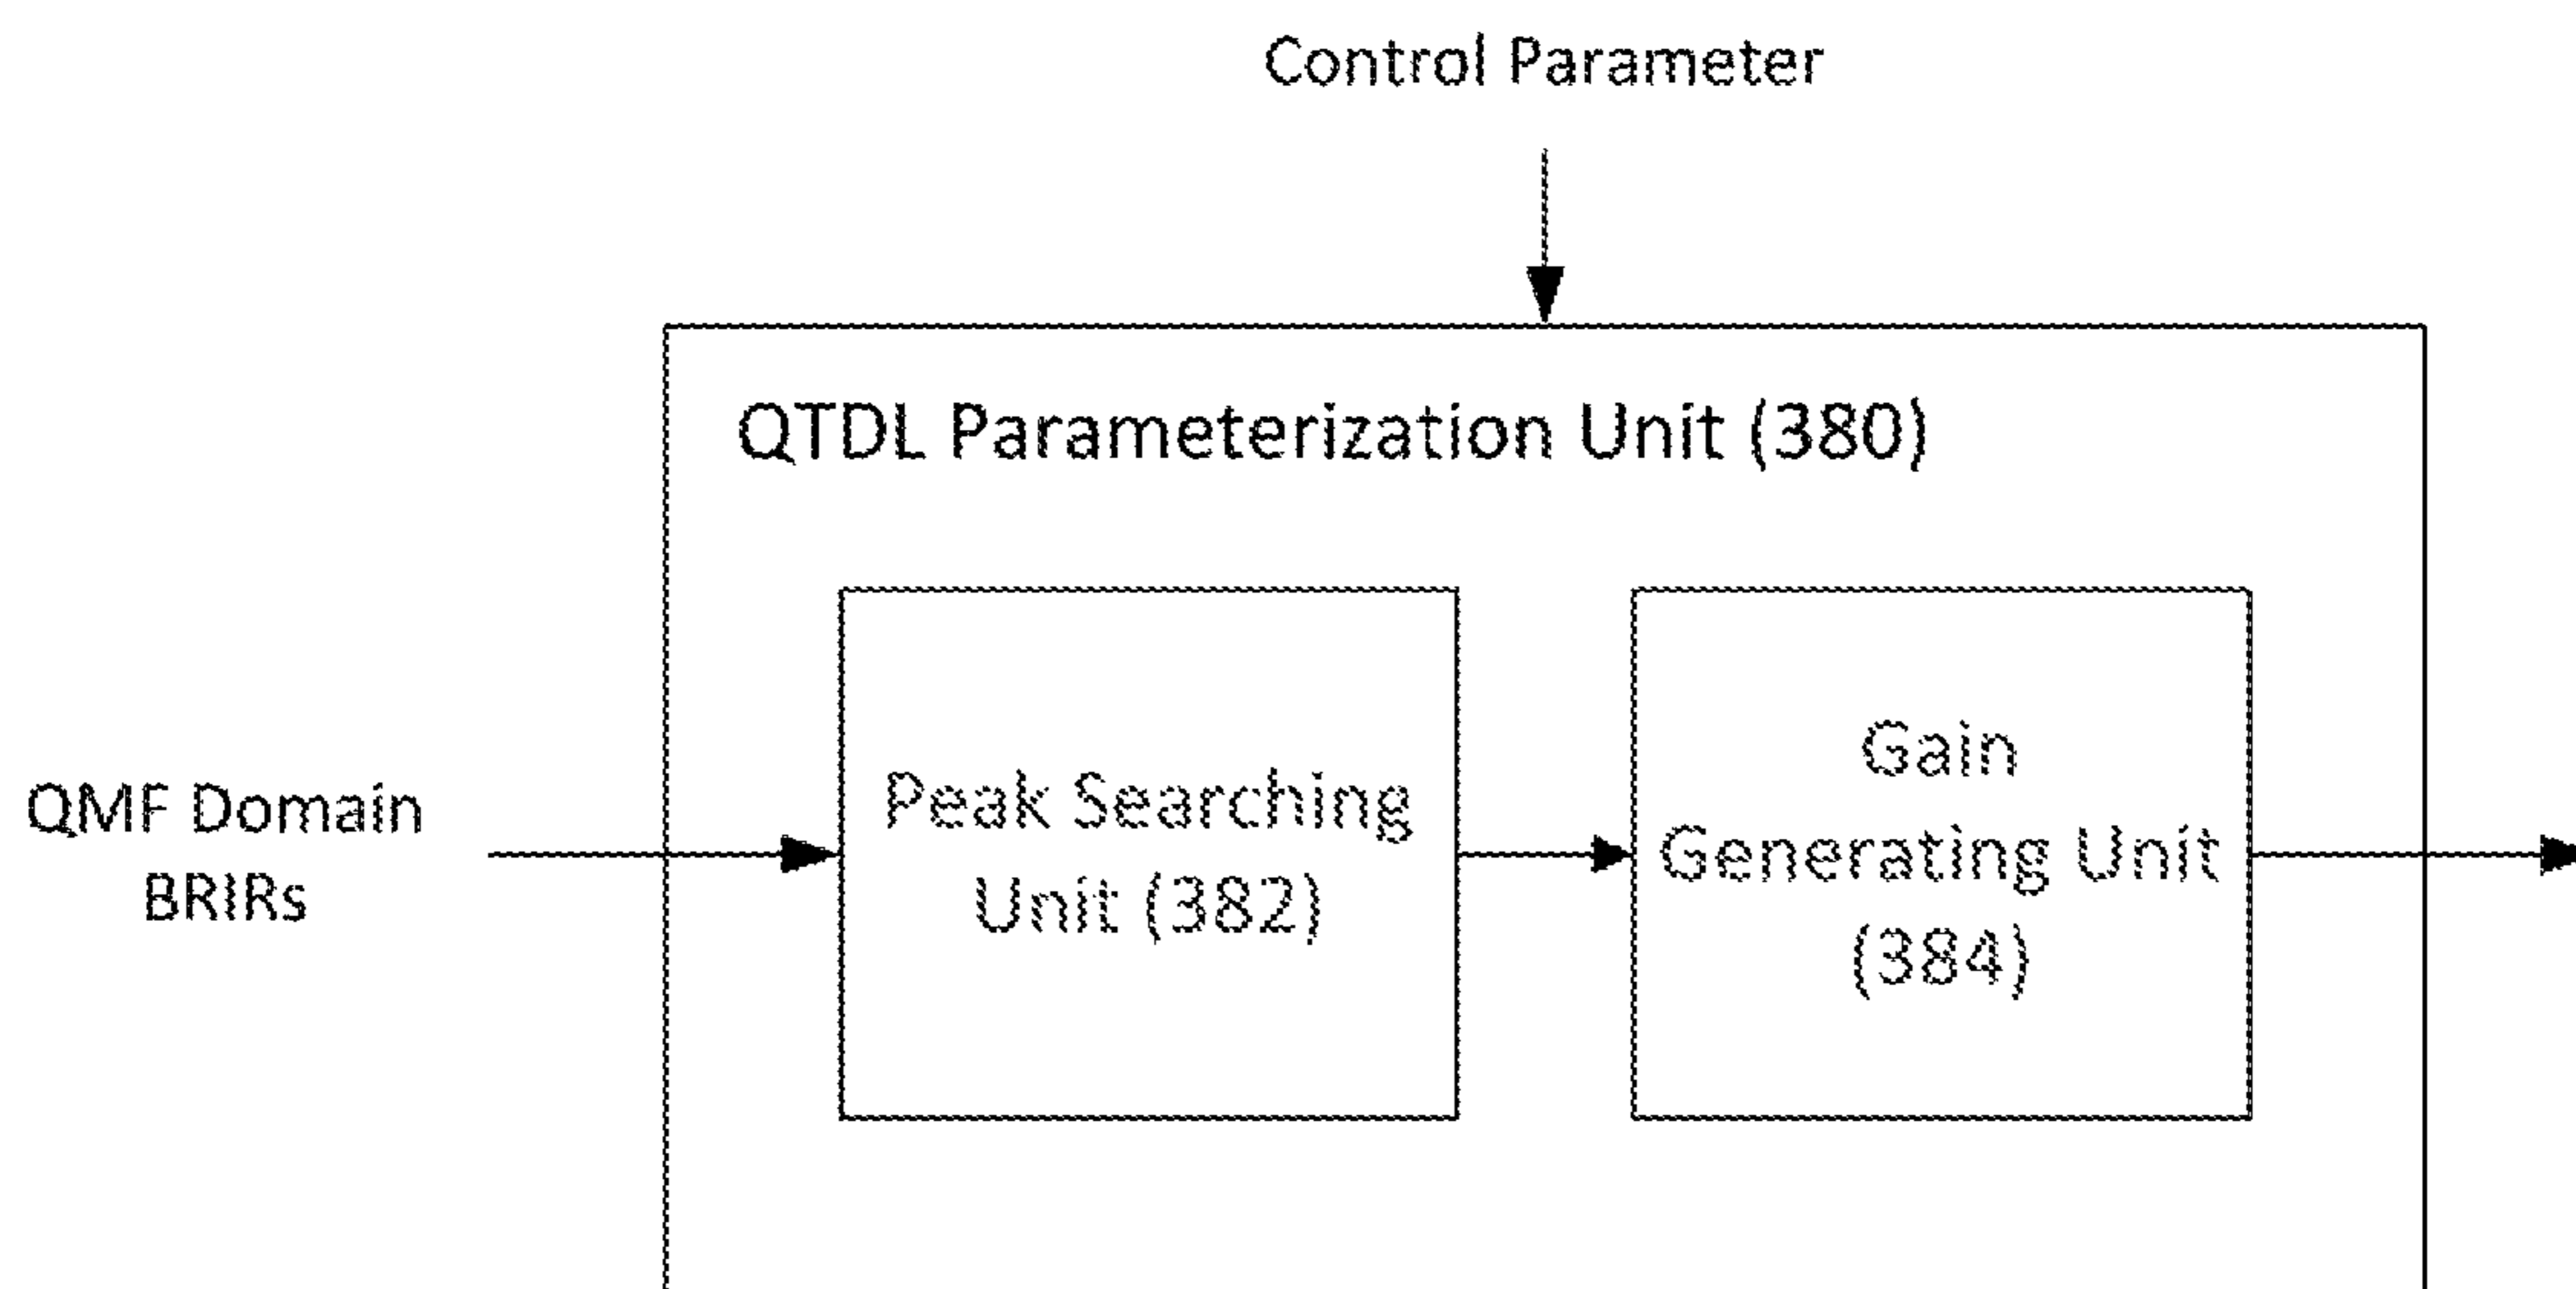 Control Parameter
QTDL Parameterization Unit (380)
QMF Domain
BRIRs
Peak Searching
Unit (382)
Gain
Generating Unit
(384)